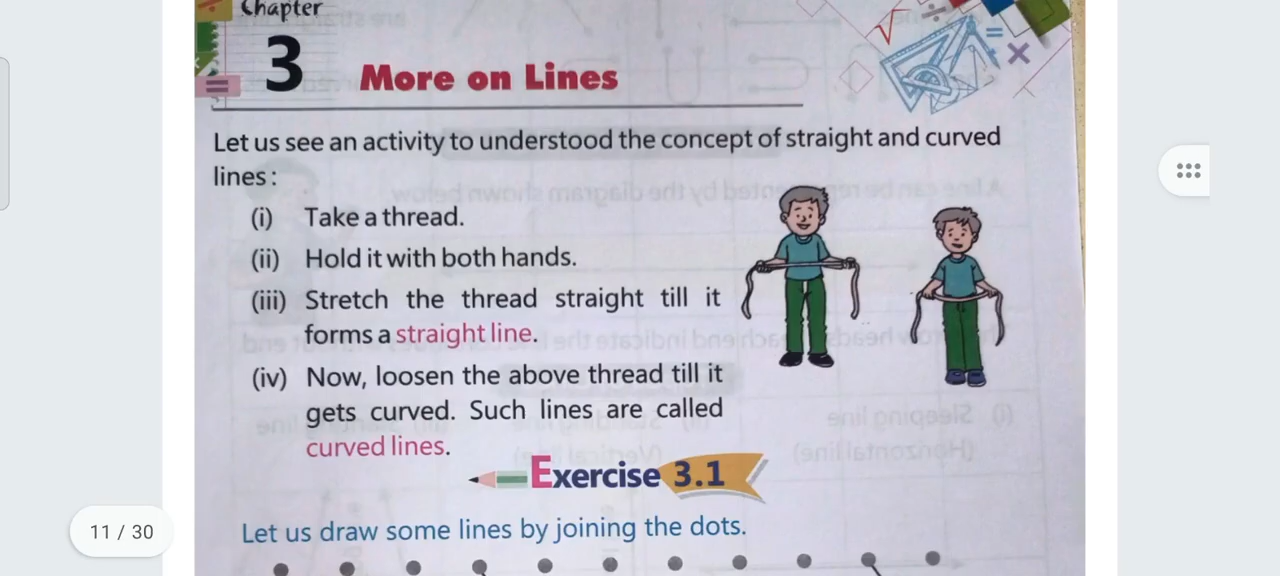 Chapter
3 More on Lines
Let us see an activity to understood the concept of straight and curved
lines:
(i) Take a thread.
(ii) Hold it with both hands.
(iii) Stretch the thread straight till it
forms a straight line.
(iv) Now, loosen the above thread till it
gets curved. Such lines are called
curved lines.
Exercise 3.1
Let us draw some lines by joining the dots.
11 / 30